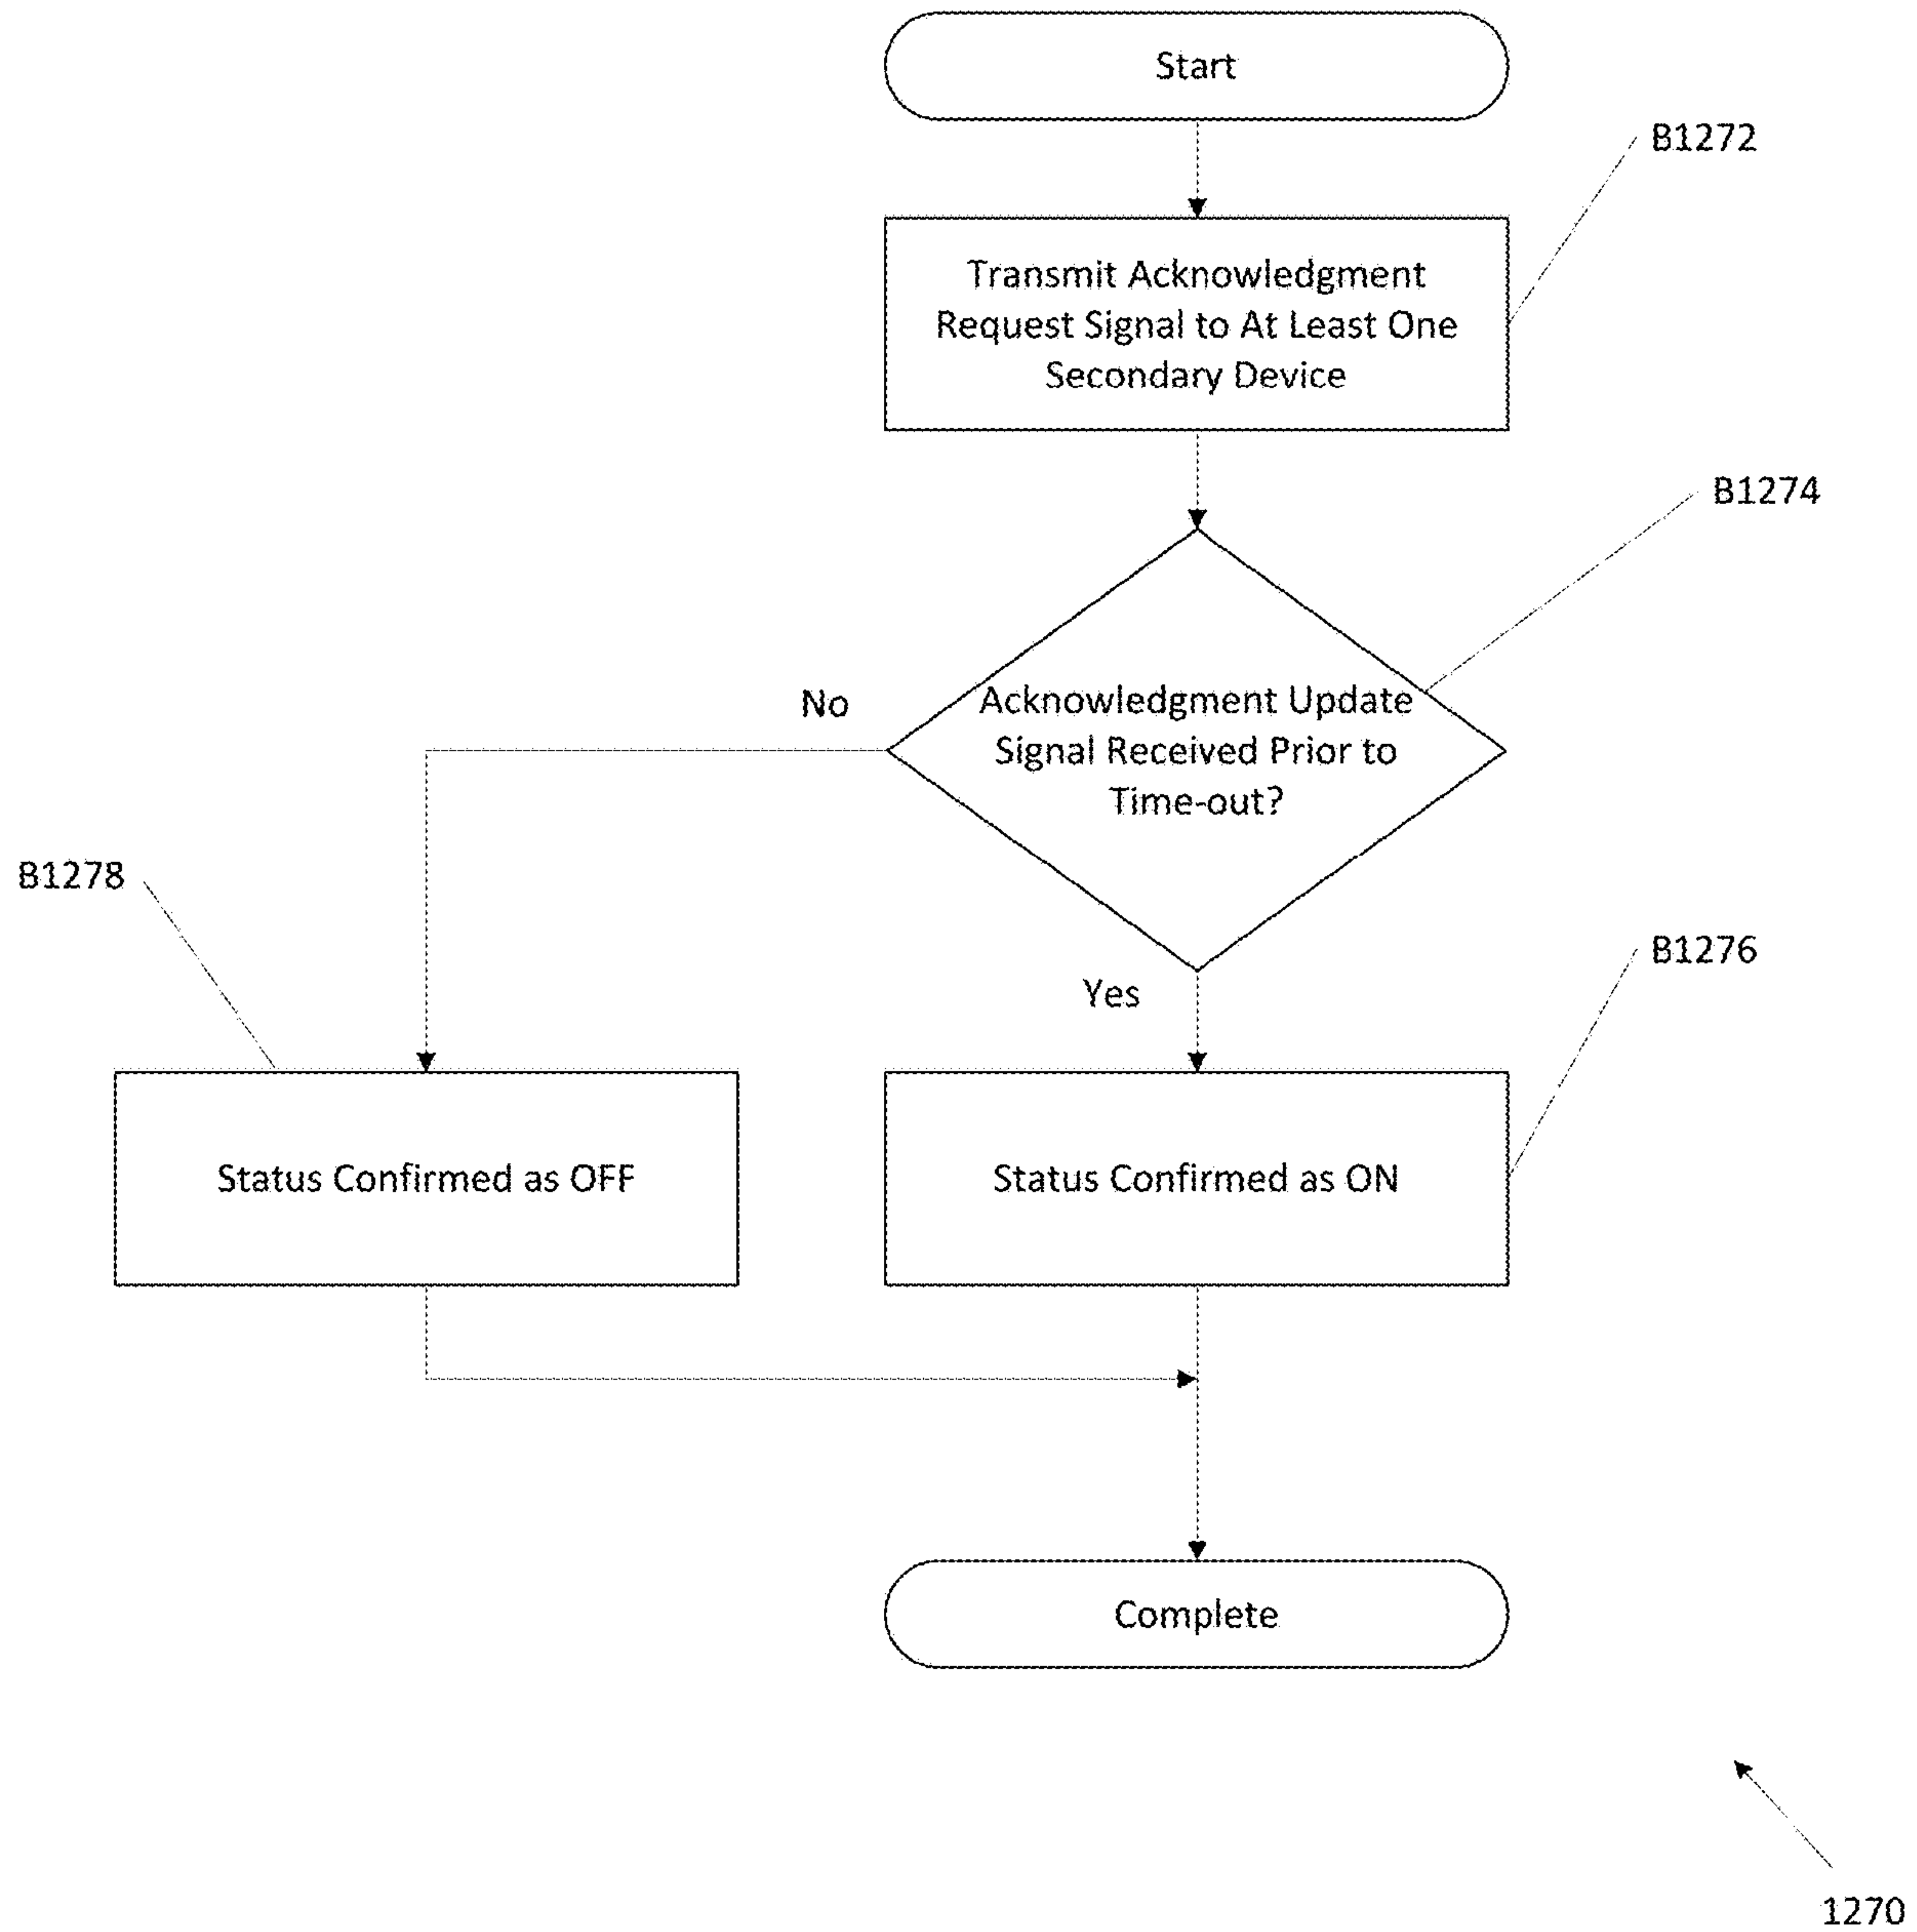 Start
B1272
Transmit Acknowledgment
Request Signal to At Least One
Secondary Device
B1274
No
Acknowledgment Update
Signal Received Prior to
Time-out?
B1278
B1276
Yes
Status Confirmed as OFF
Status Confirmed as ON
Complete
1270